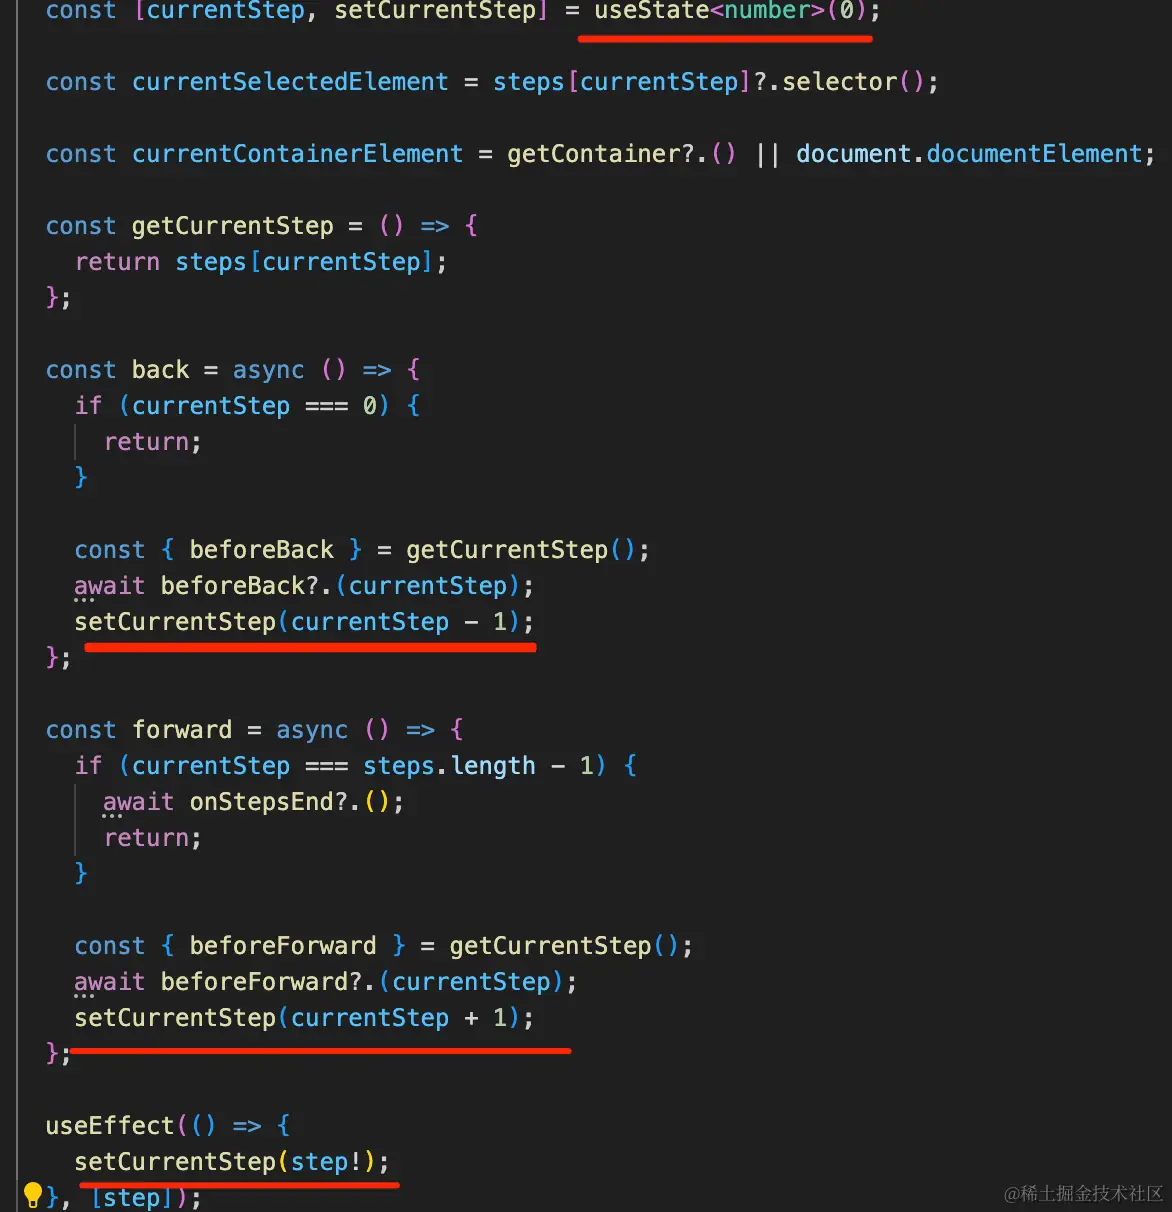 const [currentStep, setCurrentStep] = useState<number>(0);
const currentSelectedElement = steps[currentStep]?.selector();
const currentContainerElement = getContainer?.() || document.documentElement;
const getCurrentStep = () => {
return steps[currentStep];
};
const back = async () => {
if (currentStep === 0) {
return;
}
const { beforeBack } = getCurrentStep();
await beforeBack?.(currentStep);
setCurrentStep(currentStep - 1);
};
const forward = async () => {
if (currentStep === steps.length - 1) {
await onStepsEnd?.();
return;
}
const { beforeForward } = getCurrentStep();
await beforeForward?.(currentStep);
setCurrentStep(currentStep + 1);
};
useEffect(() => {
setCurrentStep(step!);
}, [step]);
@稀土掘金技术社区